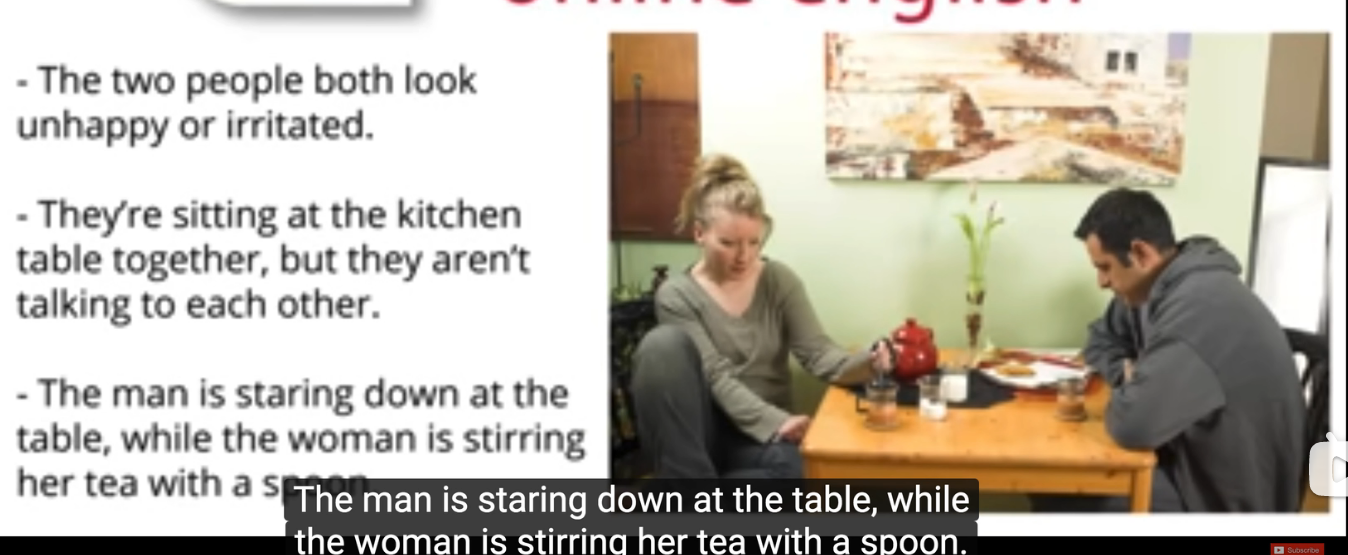 online english
- The two people both look
unhappy or irritated.
- They're sitting at the kitchen
table together, but they aren't
talking to each other.
- The man is staring down at the
table, while the woman is stirring
her tea with a spoon
The man is staring down at the table, while
the woman is stirring her tea with a spoon.
Subscribe